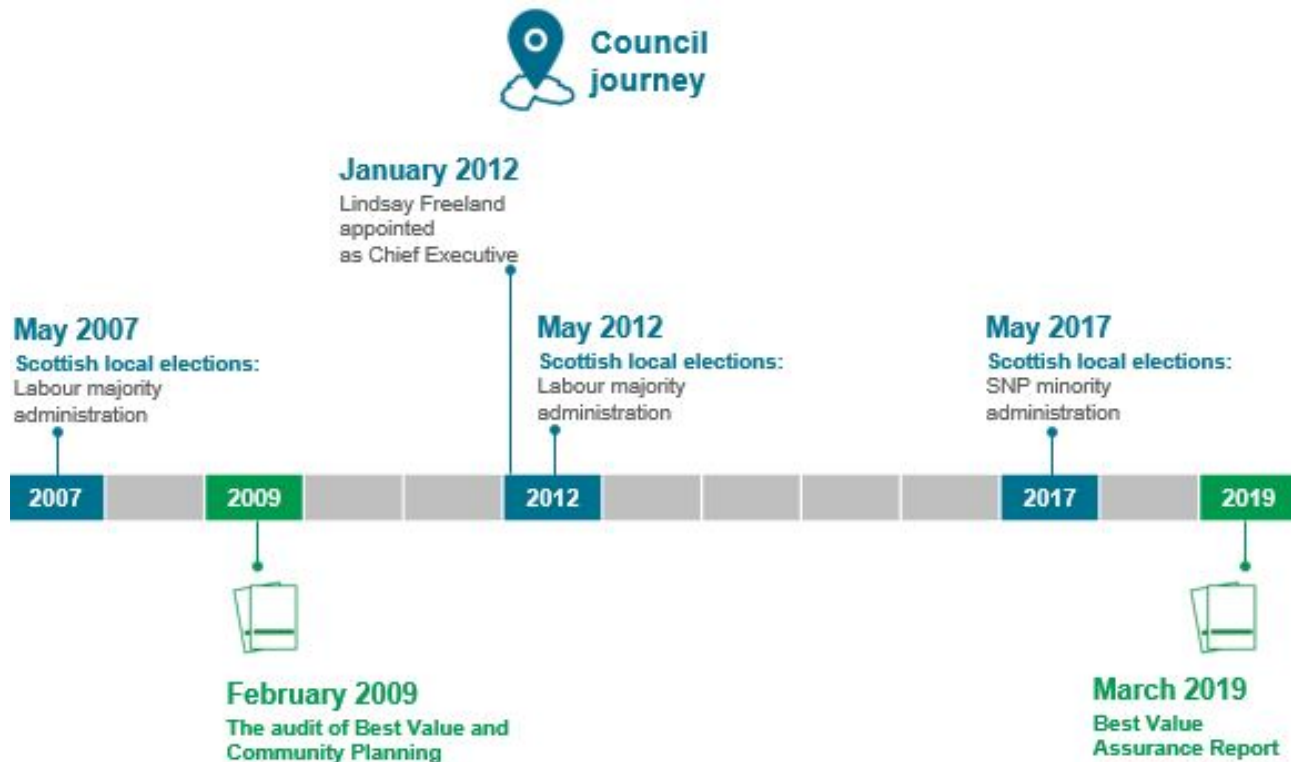 Council
journey
January 2012
Lindsay Freeland
appointed
as Chief Executive
May 2007
Scottish local elections:
Labour majority
administration
May 2012
Scottish local elections:
Labour majority
administration
May 2017
Scottish local elections:
SNP minority
administration
2007
2009
2012
2017
2019
February 2009
The audit of Best Value and
Community Planning
March 2019
Best Value
Assurance Report